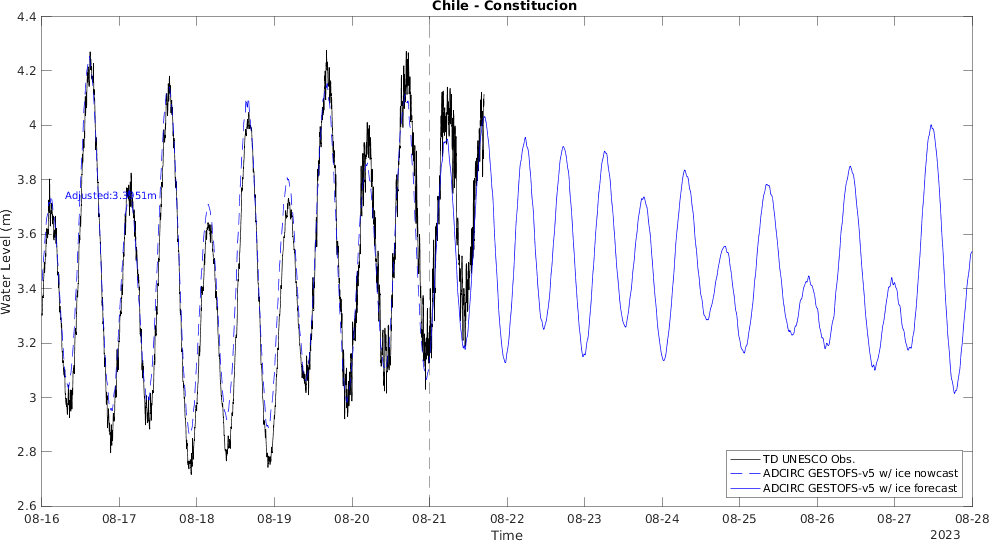 Chile - Constitucion
4.4
4.2
4
3.8
3.6
3.4
3.2
3
2.8
2.6
Water Level (m)
TD UNESCO Obs.
ADCIRC GESTOFS-v5 w/ ice nowcast
ADCIRC GESTOFS-v5 w/ ice forecast
08-16 08-17 08-18 08-19 08-20 08-21 08-22 08-23 08-24 08-25 08-26 08-27 08-28
Time
2023